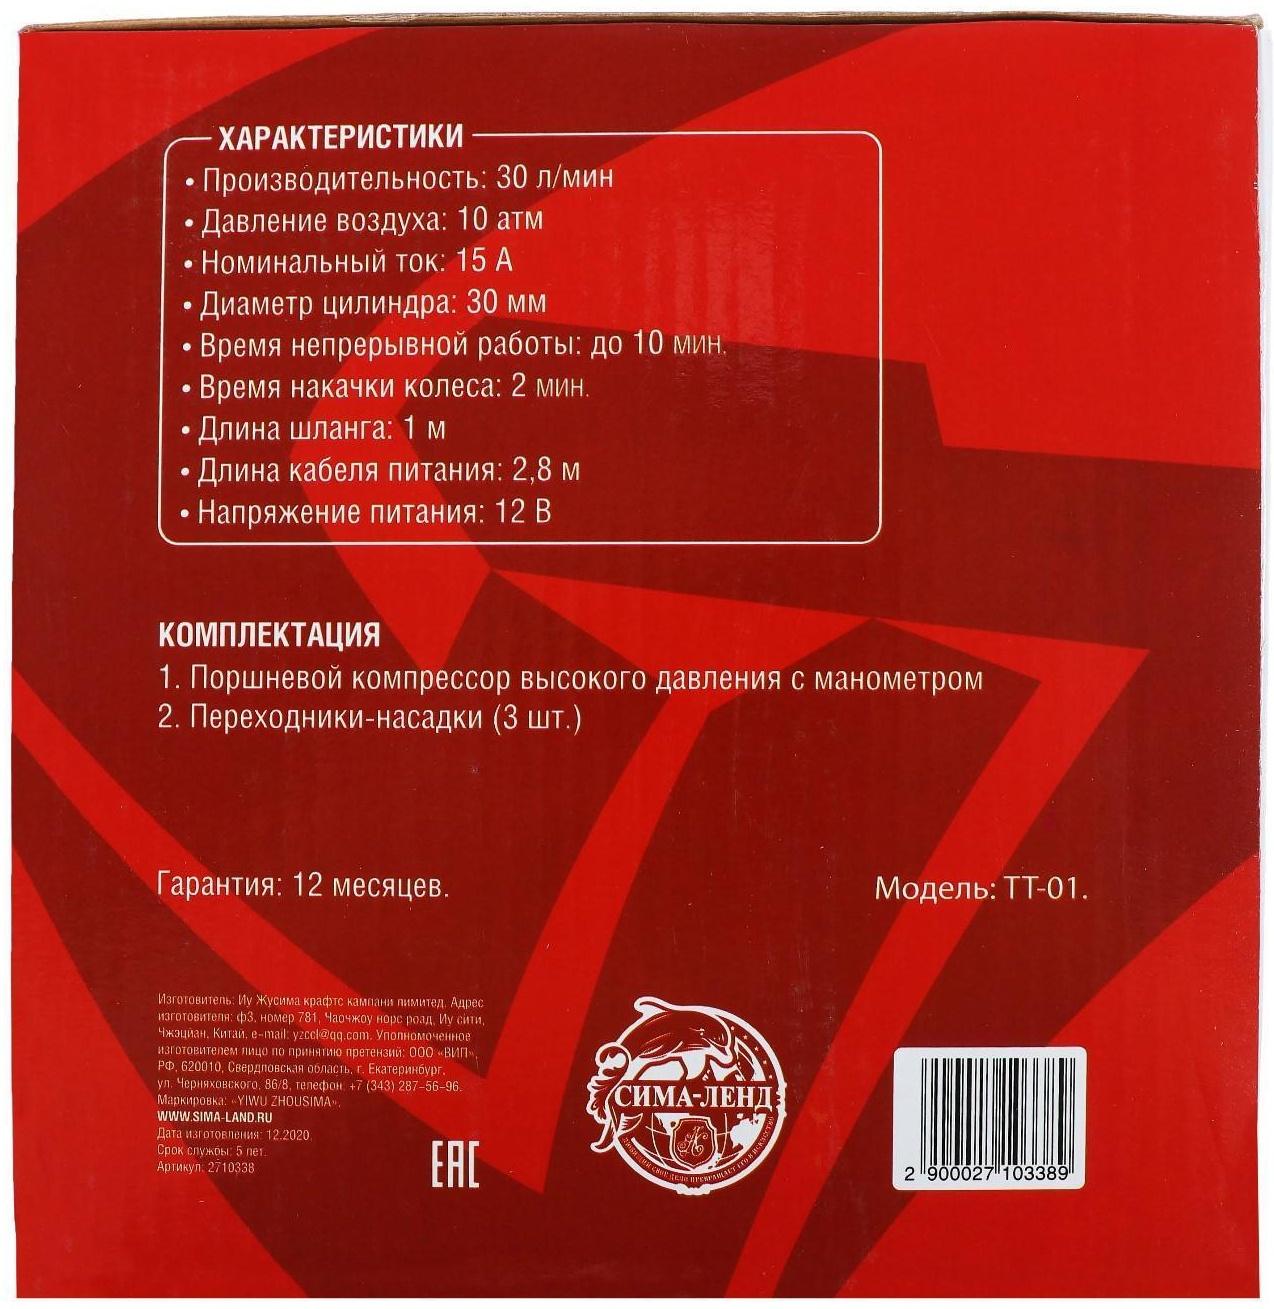 ХАРАКТЕРИСТИКИ
• Производительность: 30 л/мин
• Давление воздуха: 10 атм
• Номинальный ток: 15 А
• Диаметр цилиндра: 30 мм
• Время непрерывной работы: до 10 мин.
• Время накачки колеса: 2 мин.
• Длина шланга: 1 м
• Длина кабеля питания: 2,8 м
• Напряжение питания: 12 В
КОМПЛЕКТАЦИЯ
1. Поршневой компрессор высокого давления с манометром
2. Переходники-насадки (3 шт.)
Гарантия: 12 месяцев.
Модель: ТТ-01.
Изготовитель: Иу Жусима крафтс кампани лимитед. Адрес
изготовителя: ф3, номер 781, Чаочжоу норс роад, Иу сити,
Чжэцйан, Китай, e-mail: yzccl@qq.com. Уполномоченное
изготовителем лицо по принятию претензий: ООО «ВИП»,
РФ, 620010, Свердловская область, г. Екатеринбург,
ул. Черняховского, 86/8, телефон: +7 (343) 287-56-96.
Маркировка: «YIWU ZHOUSIMA».
WWW.SIMA-LAND.RU
Дата изготовления: 12.2020.
Срок службы: 5 лет.
Артикул: 2710338
ЕАС
СИМА-ЛЕНД
2 900027 103389